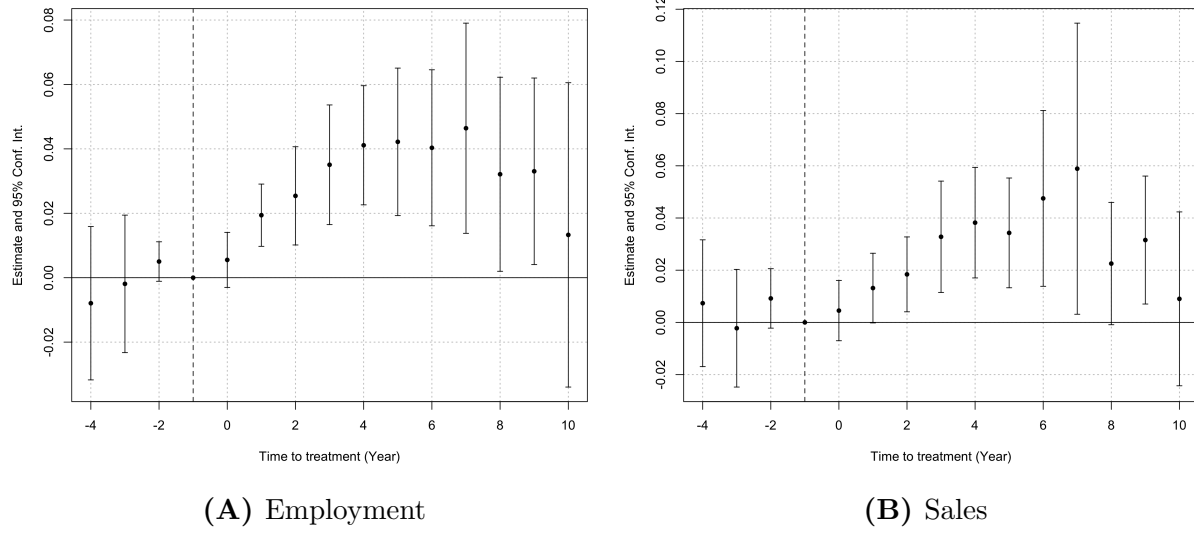 0.08
0.06
0.04
0.02
0.00
-0.02
Estimate and 95% Conf. Int.
-4 -2 0 2 4 6 8 10
Time to treatment (Year)
(A) Employment
0.12
0.10
0.08
0.06
0.04
0.02
0.00
-0.02
Estimate and 95% Conf. Int.
-4 -2 0 2 4 6 8 10
Time to treatment (Year)
(B) Sales